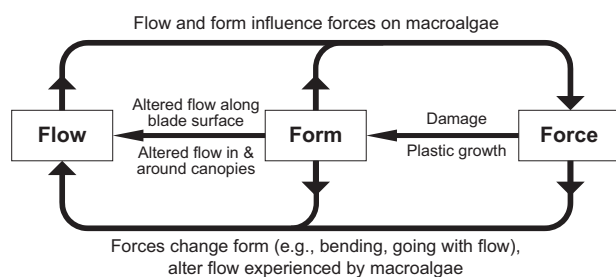 Flow and form influence forces on macroalgae
Altered flow along
blade surface
Damage
Flow
Form
Force
Altered flow in &
around canopies
Plastic growth
Forces change form (e.g., bending, going with flow),
alter flow experienced by macroalgae